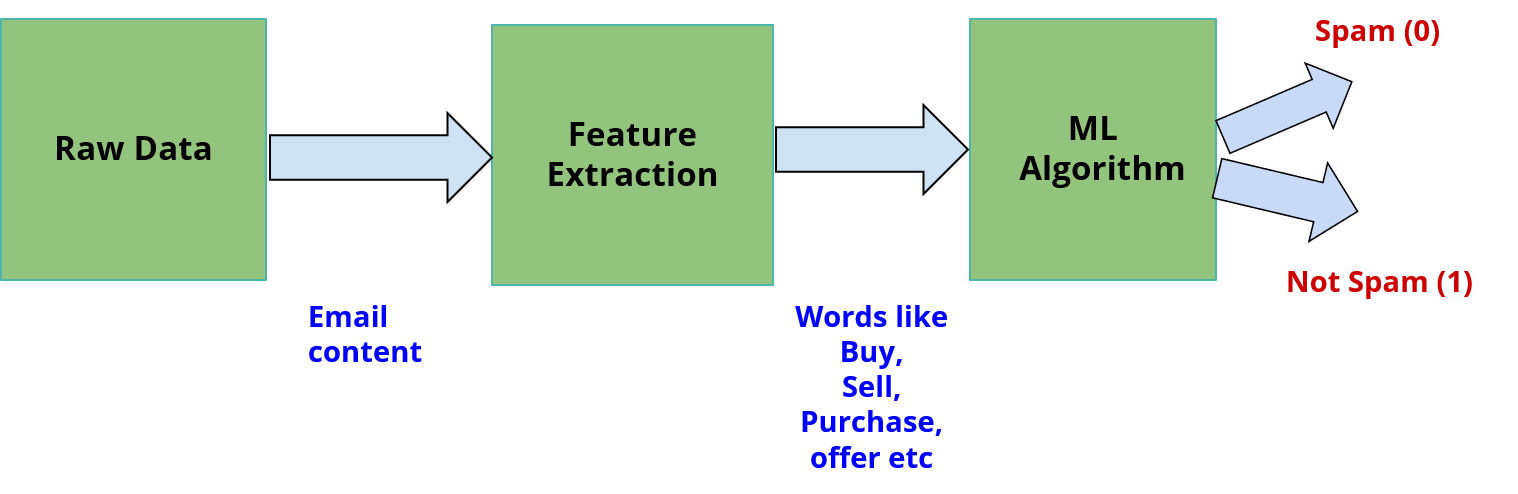 Raw Data
Feature
Extraction
ML
Algorithm
Spam (0)
Not Spam (1)
Email
content
Words like
Buy,
Sell,
Purchase,
offer etc